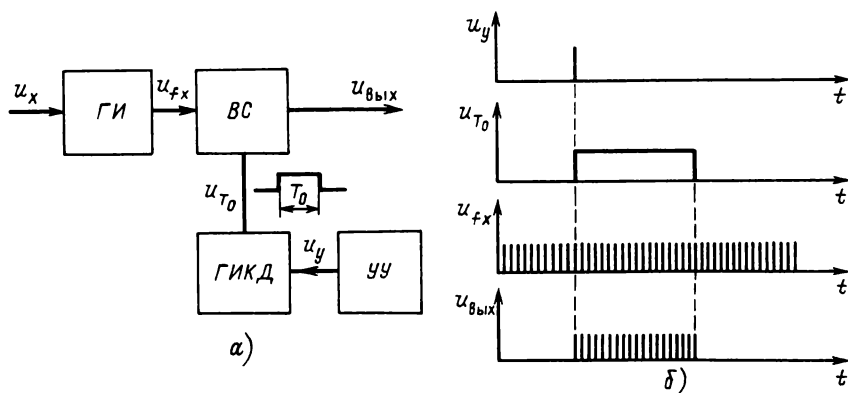 u_x
ГИ
u_fx
ВС
u_вых
u_T₀
T₀
ГИКД
u_y
УУ
а)
u_y
t
u_T₀
t
u_fx
t
u_вых
t
б)